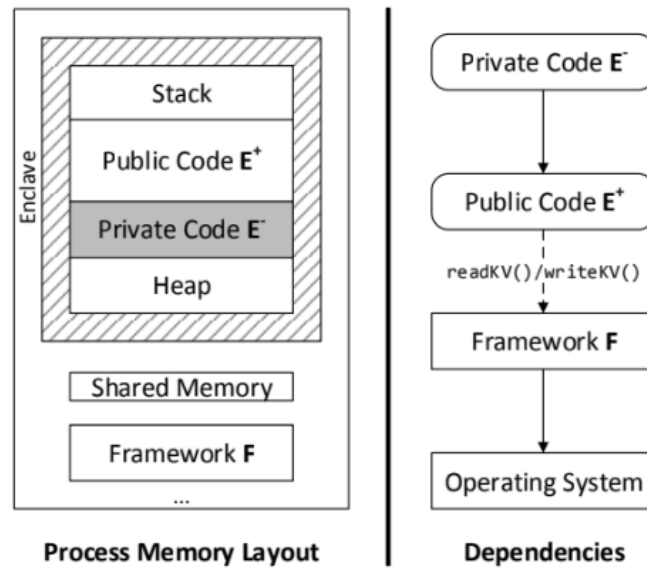 Enclave
Stack
Public Code E⁺
Private Code E⁻
Heap
Shared Memory
Framework F
...
Process Memory Layout
Private Code E⁻
Public Code E⁺
readKV()/writeKV()
Framework F
Operating System
Dependencies